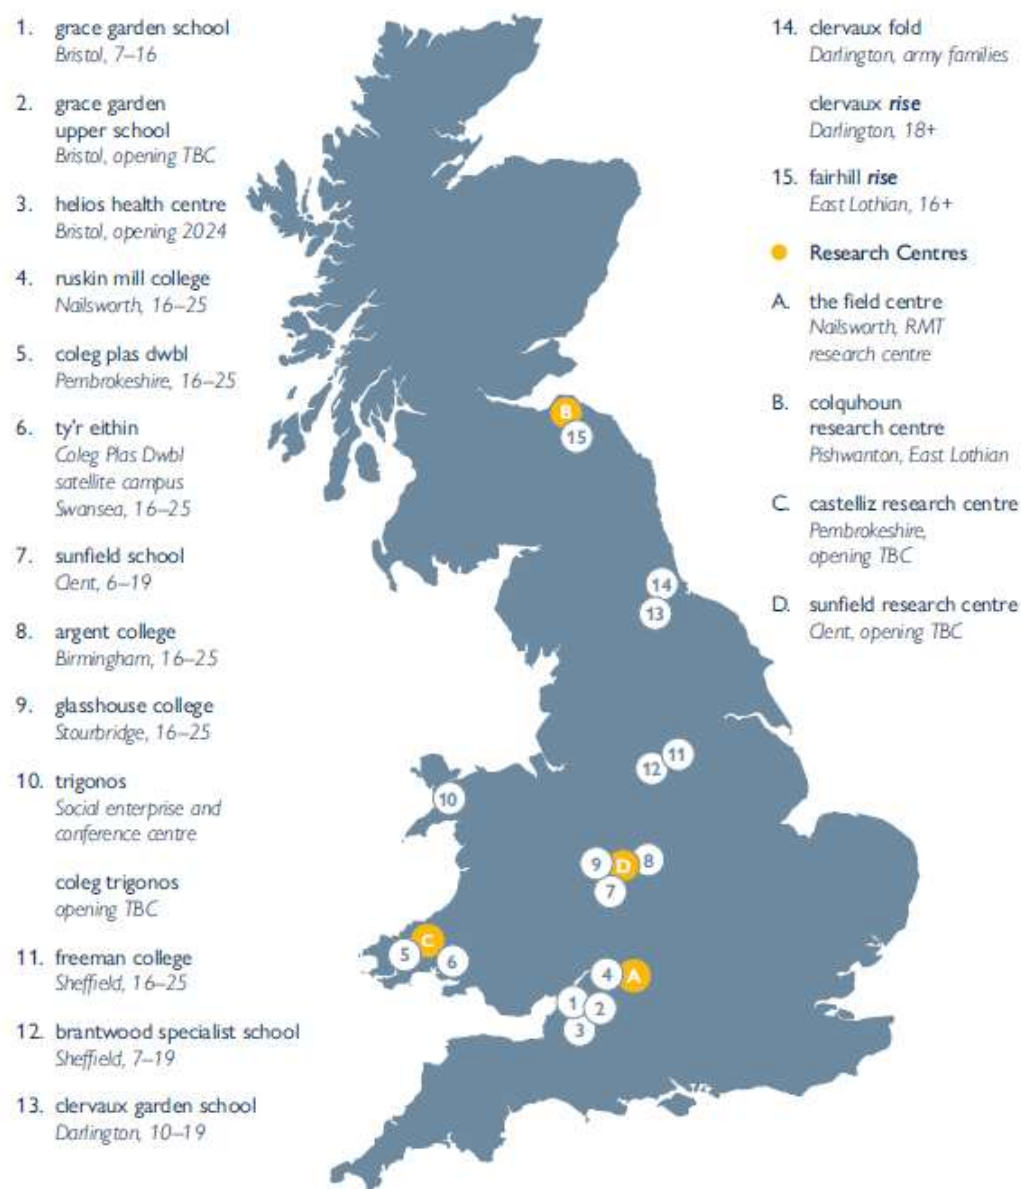 1. grace garden school
Bristol, 7–16
2. grace garden
upper school
Bristol, opening TBC
3. helios health centre
Bristol, opening 2024
4. ruskin mill college
Nailsworth, 16–25
5. coleg plas dwbl
Pembrokeshire, 16–25
6. ty'r eithin
Coleg Plas Dwbl
satellite campus
Swansea, 16–25
7. sunfield school
Clent, 6–19
8. argent college
Birmingham, 16–25
9. glasshouse college
Stourbridge, 16–25
10. trigonos
Social enterprise and
conference centre
coleg trigonos
opening TBC
11. freeman college
Sheffield, 16–25
12. brantwood specialist school
Sheffield, 7–19
13. clervaux garden school
Darlington, 10–19
B
15
14
13
11
12
10
9
D
8
7
C
5
6
4
A
1
2
3
14. clervaux fold
Darlington, army families
clervaux rise
Darlington, 18+
15. fairhill rise
East Lothian, 16+
Research Centres
A. the field centre
Nailsworth, RMT
research centre
B. colquhoun
research centre
Pishwanton, East Lothian
C. castelliz research centre
Pembrokeshire,
opening TBC
D. sunfield research centre
Clent, opening TBC